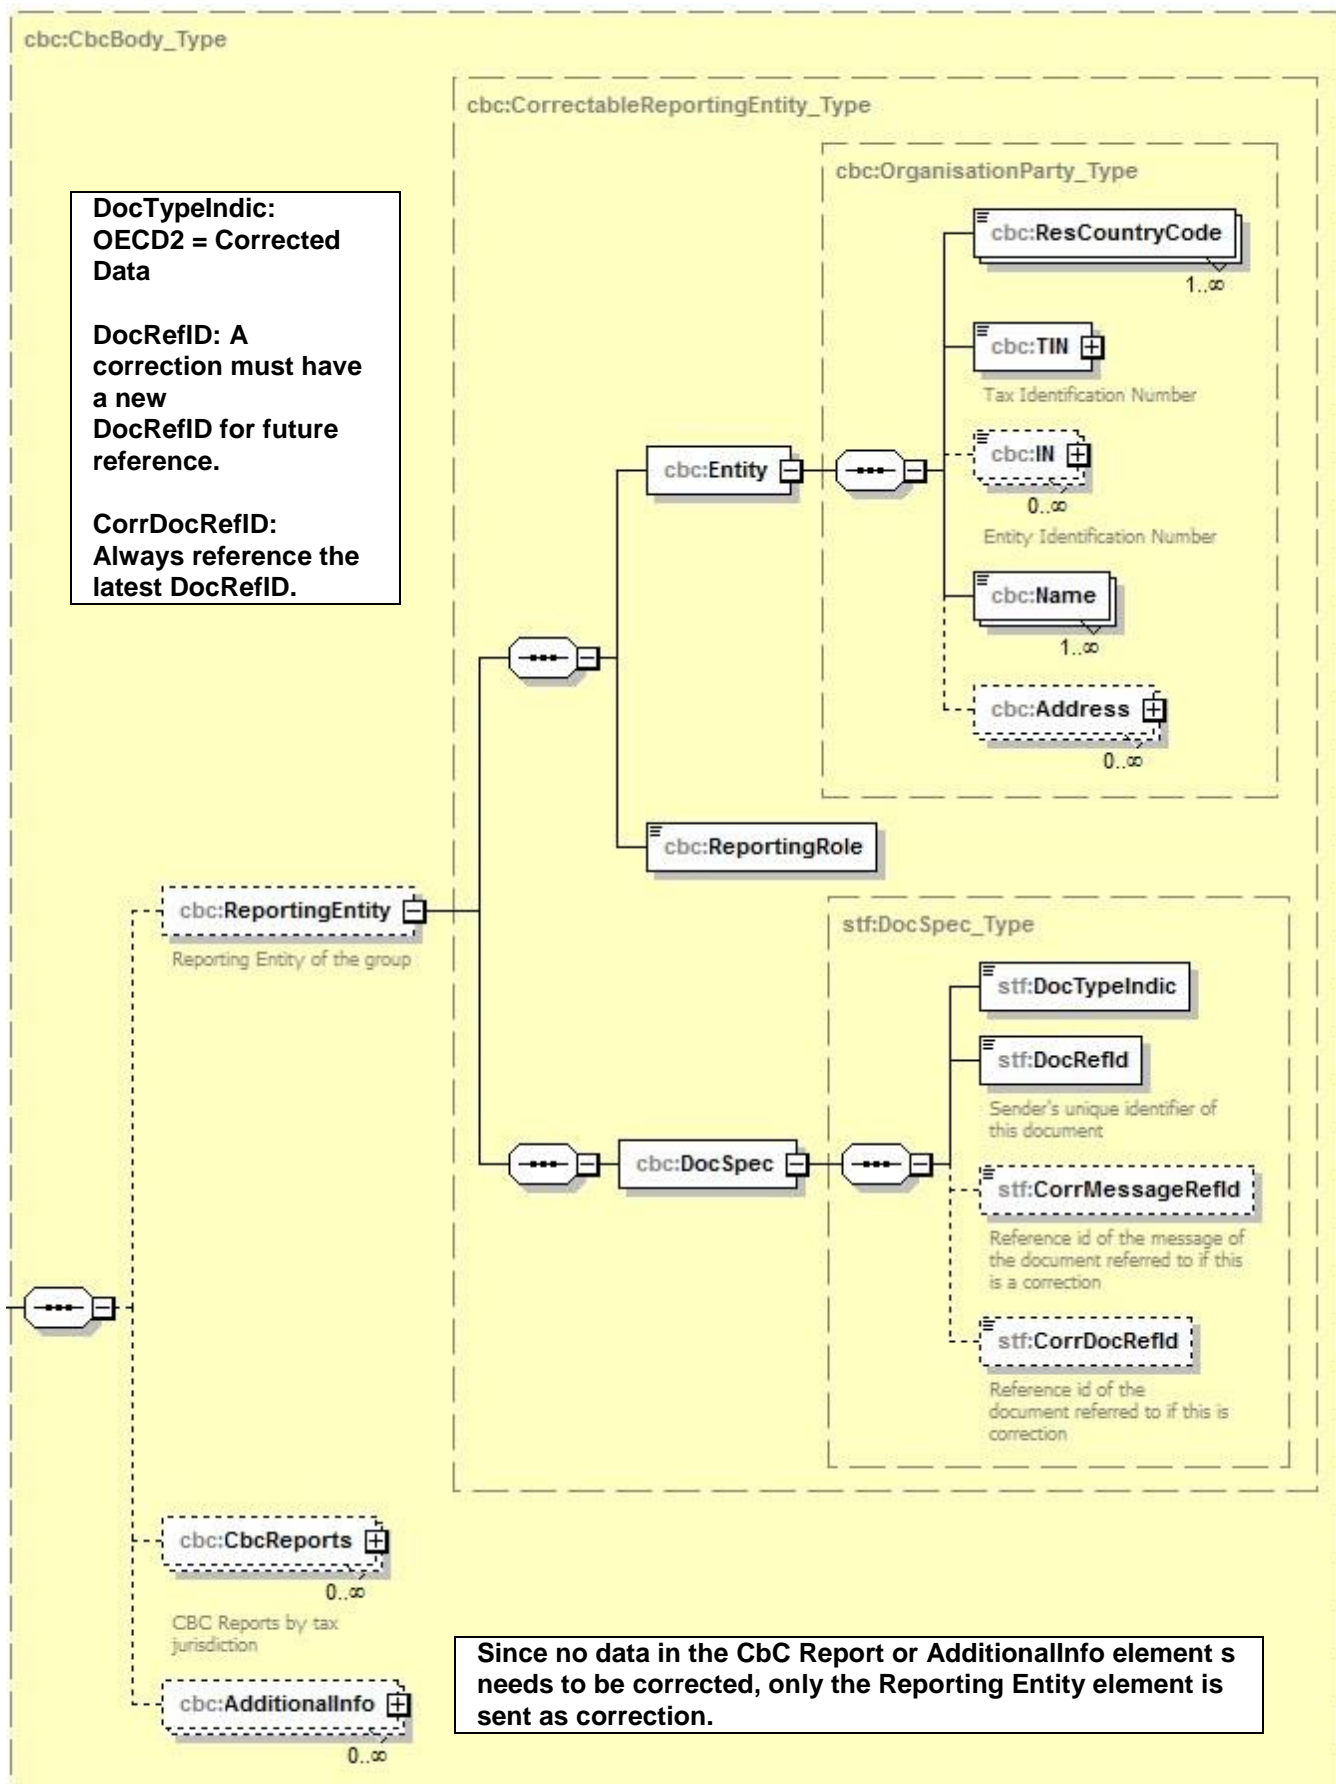 cbc:CbcBody_Type
cbc:CorrectableReportingEntity_Type
cbc:OrganisationParty_Type
DocTypeIndic:
OECD2 = Corrected
Data
DocRefID: A
correction must have
a new
DocRefID for future
reference.
CorrDocRefID:
Always reference the
latest DocRefID.
cbc:ResCountryCode
1..∞
cbc:TIN
Tax Identification Number
cbc:IN
0..∞
Entity Identification Number
cbc:Entity
cbc:Name
1..∞
cbc:Address
0..∞
cbc:ReportingRole
cbc:ReportingEntity
Reporting Entity of the group
stf:DocSpec_Type
stf:DocTypeIndic
stf:DocRefId
Sender's unique identifier of
this document
cbc:DocSpec
stf:CorrMessageRefId
Reference id of the message of
the document referred to if this
is a correction
stf:CorrDocRefId
Reference id of the
document referred to if this is
correction
cbc:CbcReports
0..∞
CBC Reports by tax
jurisdiction
cbc:AdditionalInfo
0..∞
Since no data in the CbC Report or AdditionalInfo element s
needs to be corrected, only the Reporting Entity element is
sent as correction.